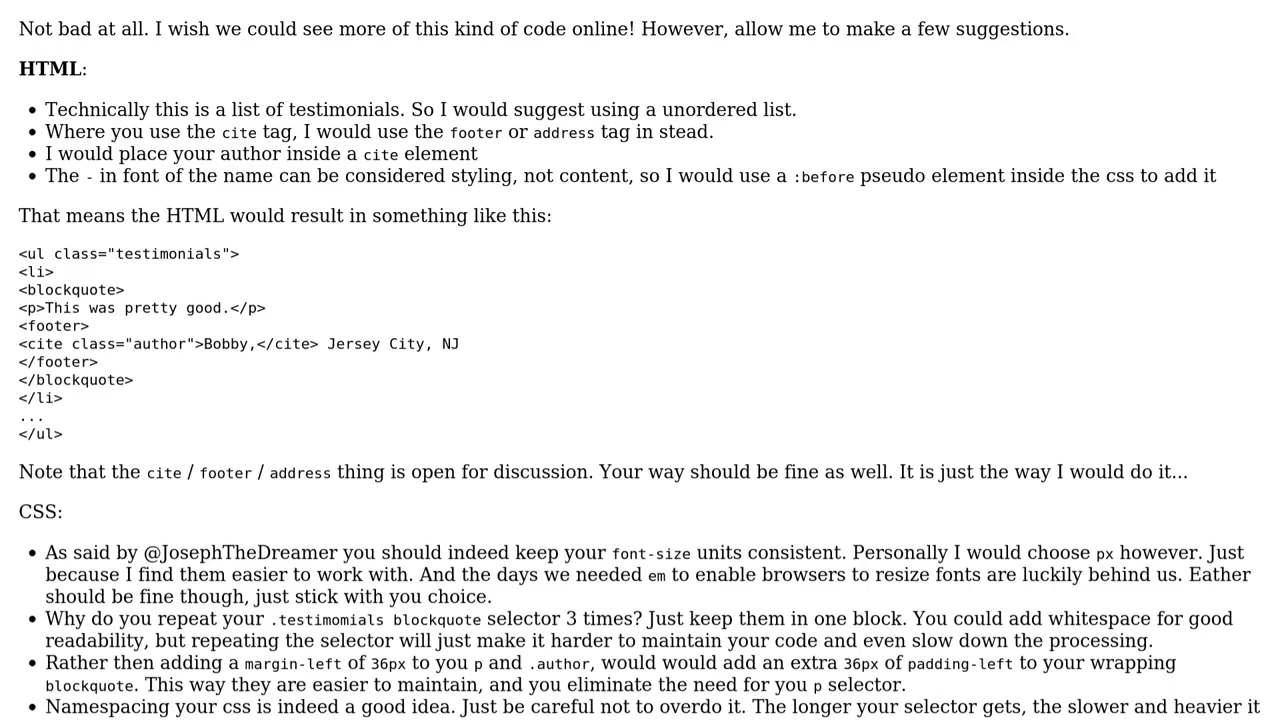 Not bad at all. I wish we could see more of this kind of code online! However, allow me to make a few suggestions.
HTML:
• Technically this is a list of testimonials. So I would suggest using a unordered list.
• Where you use the cite tag, I would use the footer or address tag in stead.
• I would place your author inside a cite element
• The - in font of the name can be considered styling, not content, so I would use a :before pseudo element inside the css to add it
That means the HTML would result in something like this:
<ul class="testimonials">
<li>
<blockquote>
<p>This was pretty good.</p>
<footer>
<cite class="author">Bobby,</cite> Jersey City, NJ
</footer>
</blockquote>
</li>
...
</ul>
Note that the cite / footer / address thing is open for discussion. Your way should be fine as well. It is just the way I would do it...
CSS:
• As said by @JosephTheDreamer you should indeed keep your font-size units consistent. Personally I would choose px however. Just
because I find them easier to work with. And the days we needed em to enable browsers to resize fonts are luckily behind us. Eather
should be fine though, just stick with you choice.
• Why do you repeat your .testimomials blockquote selector 3 times? Just keep them in one block. You could add whitespace for good
readability, but repeating the selector will just make it harder to maintain your code and even slow down the processing.
• Rather then adding a margin-left of 36px to you p and .author, would would add an extra 36px of padding-left to your wrapping
blockquote. This way they are easier to maintain, and you eliminate the need for you p selector.
• Namespacing your css is indeed a good idea. Just be careful not to overdo it. The longer your selector gets, the slower and heavier it